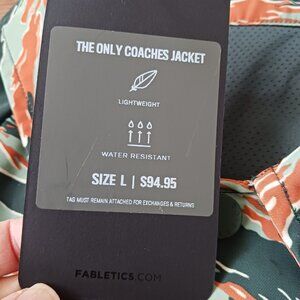 THE ONLY COACHES JACKET
LIGHTWEIGHT
WATER RESISTANT
SIZE L | $94.95
TAG MUST REMAIN ATTACHED FOR EXCHANGES & RETURNS
FABLETICS.COM